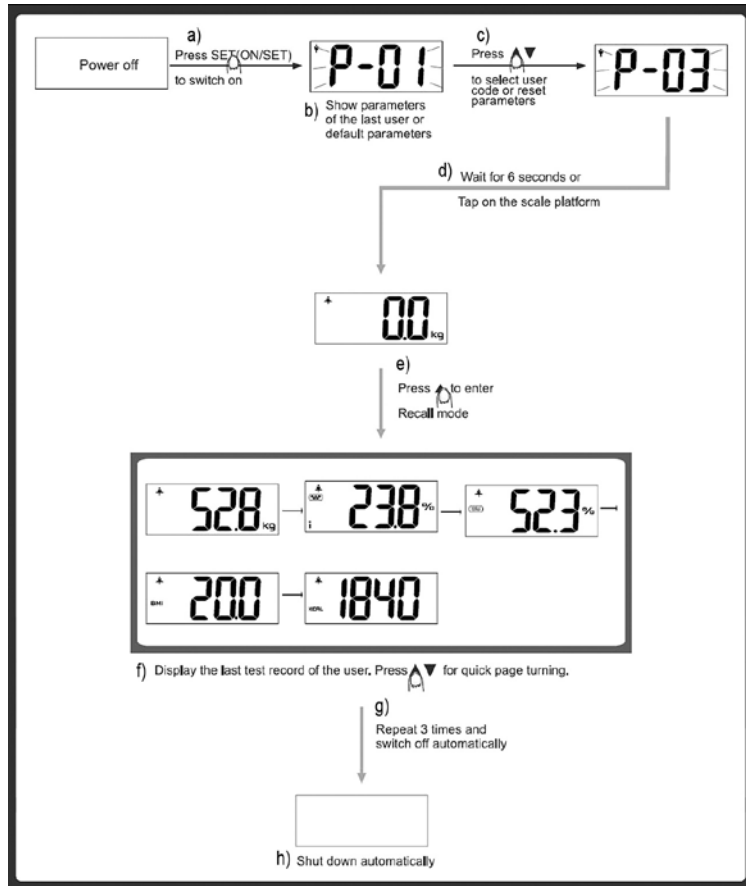 Power off
a)
Press SET(ON/SET)
to switch on
P-01
b) Show parameters
of the last user or
default parameters
c)
Press ▲▼
to select user
code or reset
parameters
P-03
d) Wait for 6 seconds or
Tap on the scale platform
0.0 kg
e)
Press ▲ to enter
Recall mode
52.8 kg
23.8 %
52.3 %
BMI 20.0
KCAL 1840
f) Display the last test record of the user. Press ▲▼ for quick page turning.
g)
Repeat 3 times and
switch off automatically
h) Shut down automatically